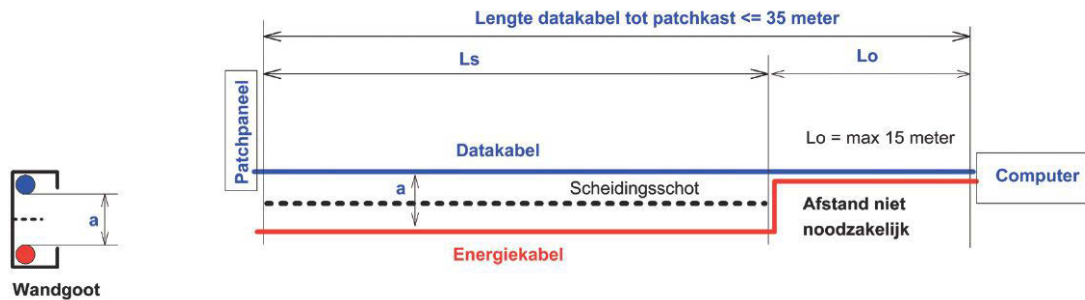 Lengte datakabel tot patchkast <= 35 meter
Ls
Lo
Patchpaneel
Lo = max 15 meter
Datakabel
Computer
a
Scheidingsschot
a
Afstand niet
noodzakelijk
Energiekabel
Wandgoot